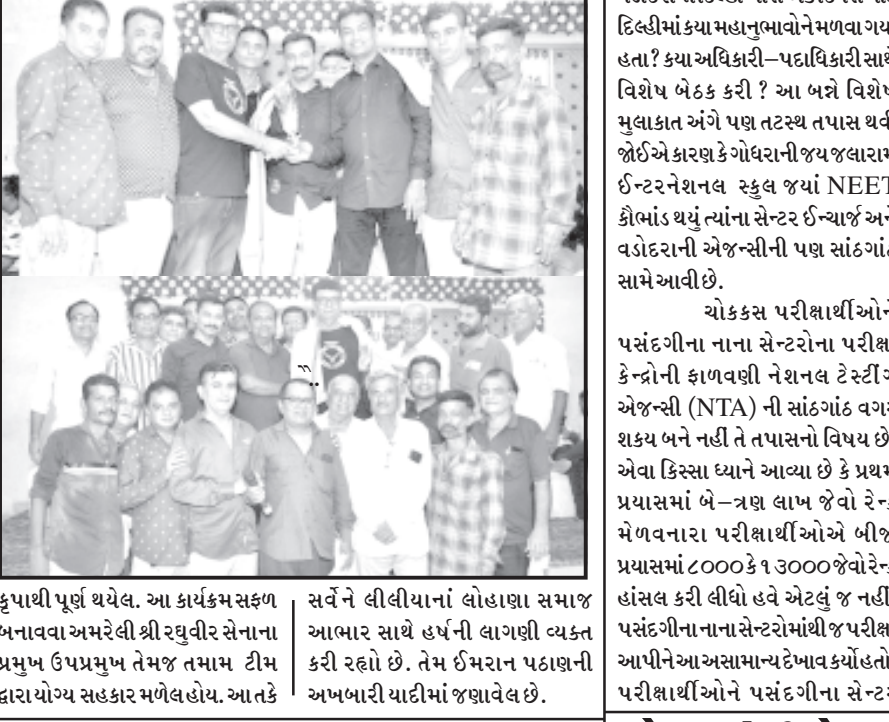 કૃપાથી પૂર્ણ થયેલ. આ કાર્યક્રમ સફળ
બનાવવા અમરેલી શ્રી રઘુવીર સેનાના
પ્રમુખ ઉપપ્રમુખ તેમજ તમામ ટીમ
દ્વારા યોગ્ય સહકાર મળેલ હોય. આ તકે
સર્વે ને લીલીયાનાં લોહાણા સમાજ
આભાર સાથે હર્ષની લાગણી વ્યક્ત
કરી રહ્યો છે. તેમ ઈમરાન પઠાણની
અખબારી યાદીમાં જણાવેલ છે.
દિલ્હીમાં કયા મહાનુભાવોને મળવા ગયા
હતા ? કયા અધિકારી–પદાધિકારી સાથે
વિશેષ બેઠક કરી ? આ બન્ને વિશેષ
મુલાકાત અંગે પણ તટસ્થ તપાસ થવી
જોઈએ કારણ કે ગોધરાની જય જલારામ
ઈન્ટરનેશનલ સ્કુલ જયાં NEET
કૌભાંડ થયું ત્યાંના સેન્ટર ઈન્ચાર્જ અને
વડોદરાની એજન્સીની પણ સાંઠગાંઠ
સામે આવી છે.
ચોકકસ પરીક્ષાર્થીઓને
પસંદગીના નાના સેન્ટરોના પરીક્ષા
કેન્દ્રોની ફાળવણી નેશનલ ટેસ્ટીંગ
એજન્સી (NTA) ની સાંઠગાંઠ વગર
શકય બને નહીં તે તપાસનો વિષય છે.
એવા કિસ્સા ધ્યાને આવ્યા છે કે પ્રથમ
પ્રયાસમાં બે–ત્રણ લાખ જેવો રેન્ક
મેળવનારા પરીક્ષાર્થીઓએ બીજા
પ્રયાસમાં ૮૦૦૦ કે ૧૩૦૦૦ જેવો રેન્ક
હાંસલ કરી લીધો હવે એટલું જ નહીં
પસંદગીના નાના સેન્ટરોમાંથી જ પરીક્ષા
આપીને આ અસામાન્ય દેખાવ કર્યો હતો.
પરીક્ષાર્થીઓને પસંદગીના સેન્ટર